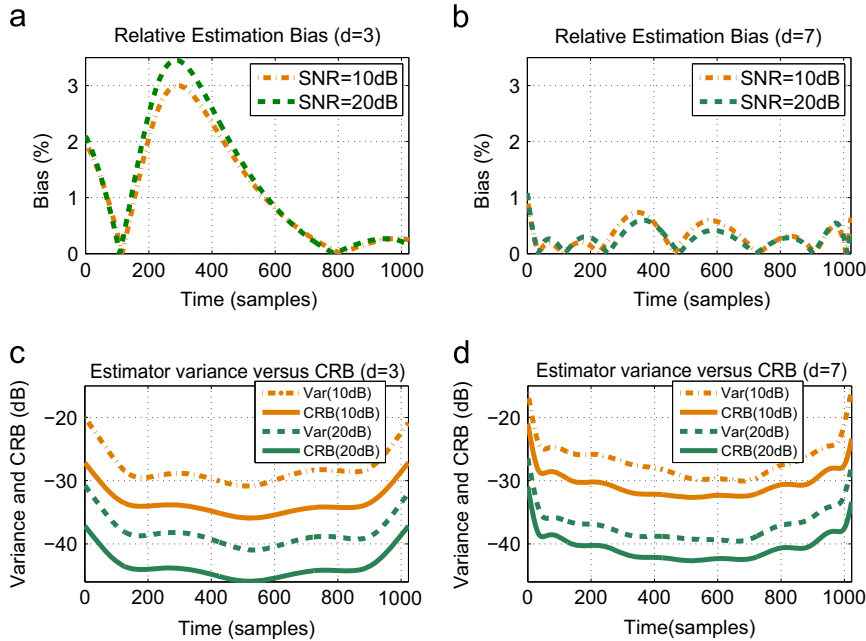 a
Relative Estimation Bias (d=3)
SNR=10dB
SNR=20dB
3
2
1
0
Bias (%)
0 200 400 600 800 1000
Time (samples)
b
Relative Estimation Bias (d=7)
SNR=10dB
SNR=20dB
3
2
1
0
Bias (%)
0 200 400 600 800 1000
Time (samples)
c
Estimator variance versus CRB (d=3)
Var(10dB)
CRB(10dB)
Var(20dB)
CRB(20dB)
−20
−30
−40
Variance and CRB (dB)
0 200 400 600 800 1000
Time (samples)
d
Estimator variance versus CRB (d=7)
Var(10dB)
CRB(10dB)
Var(20dB)
CRB(20dB)
−20
−30
−40
Variance and CRB (dB)
0 200 400 600 800 1000
Time(samples)